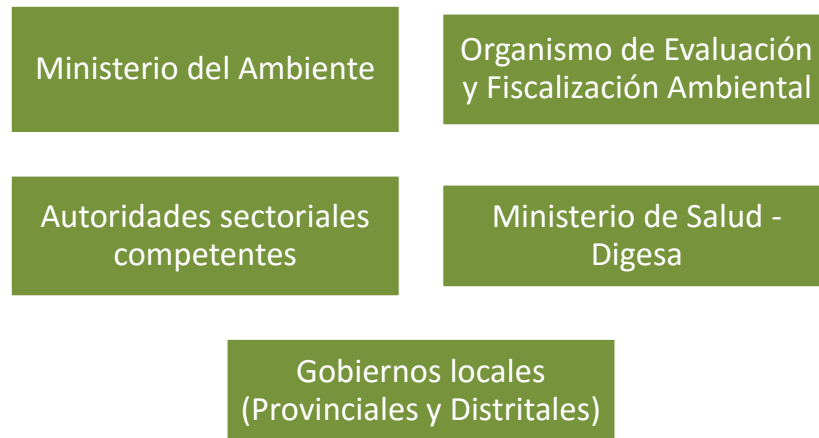 Ministerio del Ambiente
Organismo de Evaluación
y Fiscalización Ambiental
Autoridades sectoriales
competentes
Ministerio de Salud -
Digesa
Gobiernos locales
(Provinciales y Distritales)